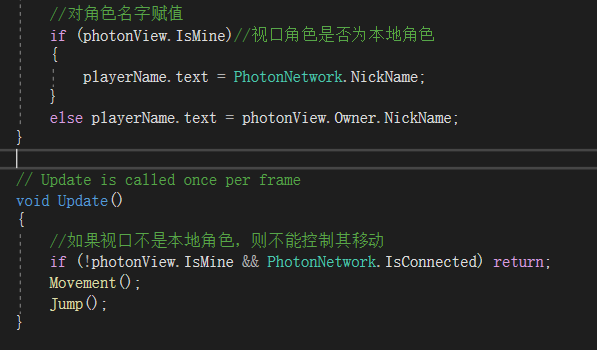 //对角色名字赋值
if (photonView.IsMine)//视口角色是否为本地角色
{
playerName.text = PhotonNetwork.NickName;
}
else playerName.text = photonView.Owner.NickName;
}
// Update is called once per frame
void Update()
{
//如果视口不是本地角色，则不能控制其移动
if (!photonView.IsMine && PhotonNetwork.IsConnected) return;
Movement();
Jump();
}